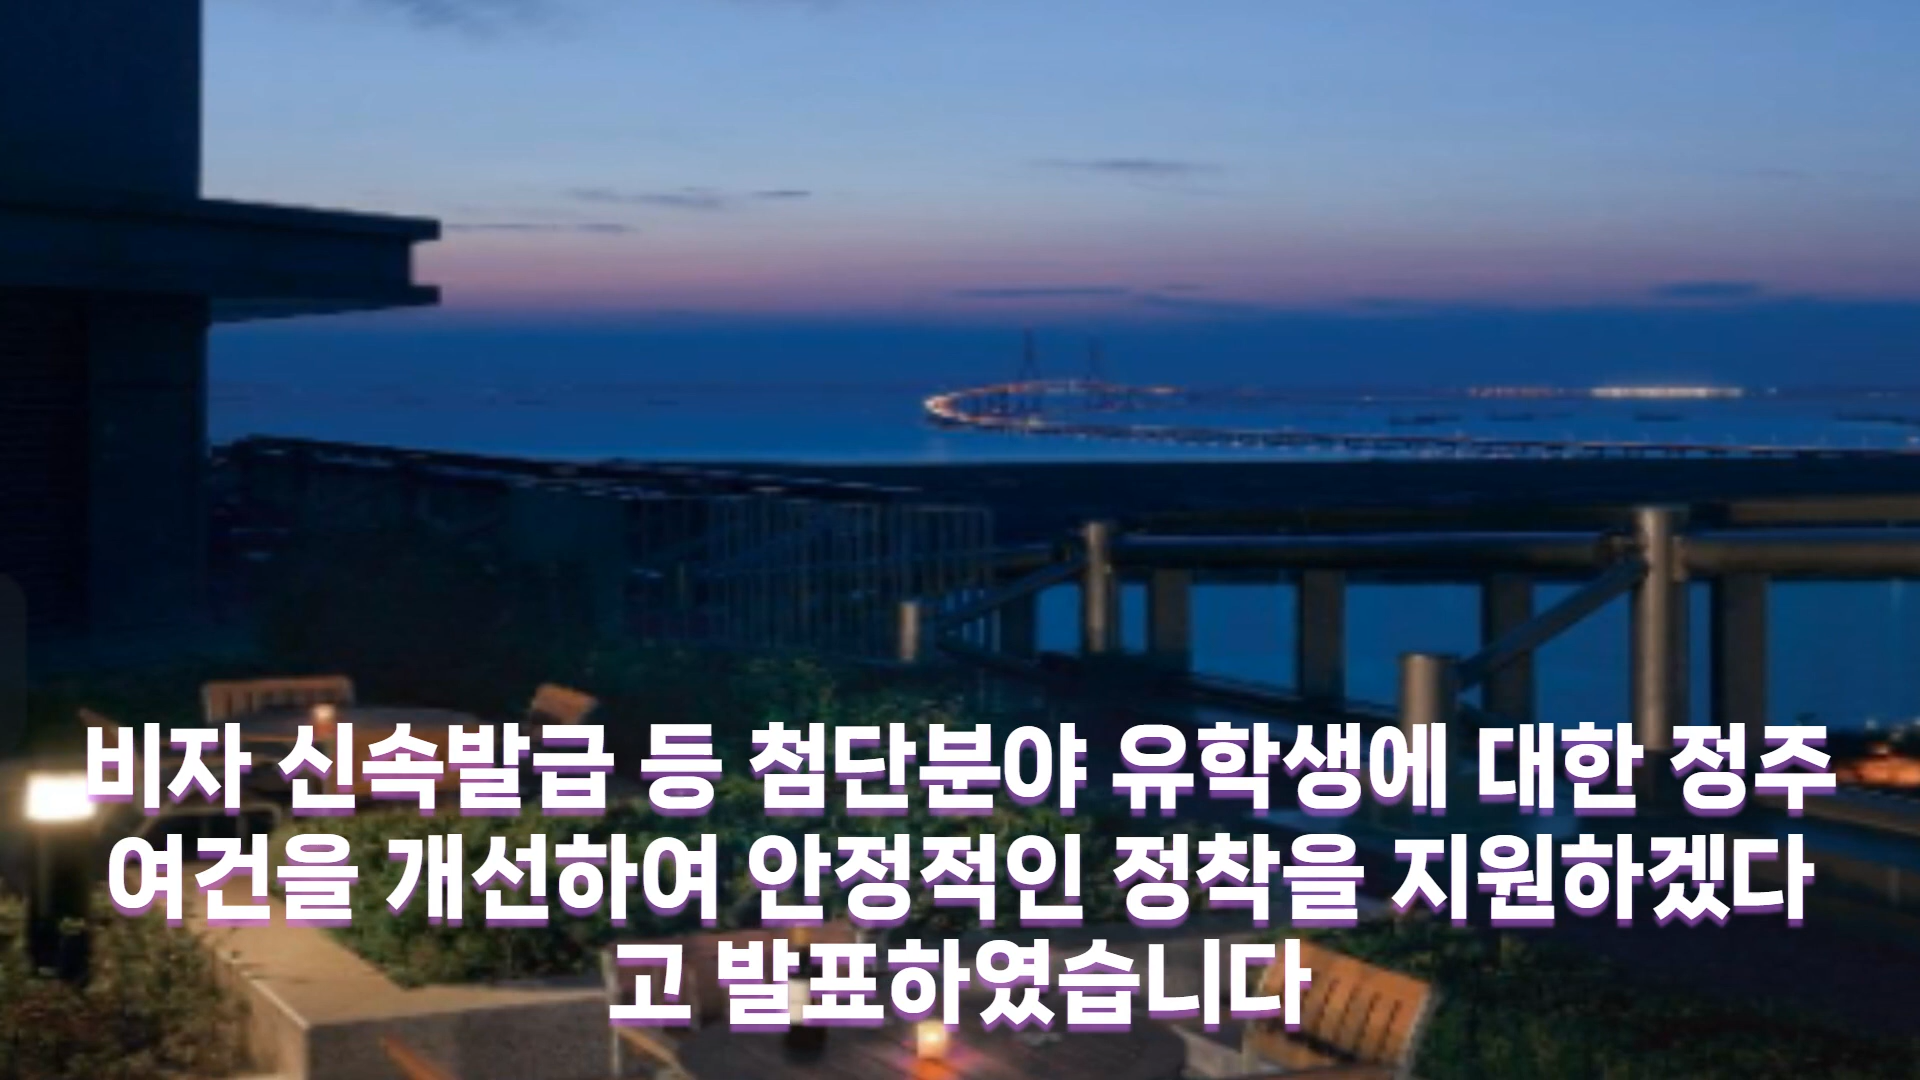 비자 신속발급 등 첨단분야 유학생에 대한 정주
여건을 개선하여 안정적인 정착을 지원하겠다
고 발표하였습니다